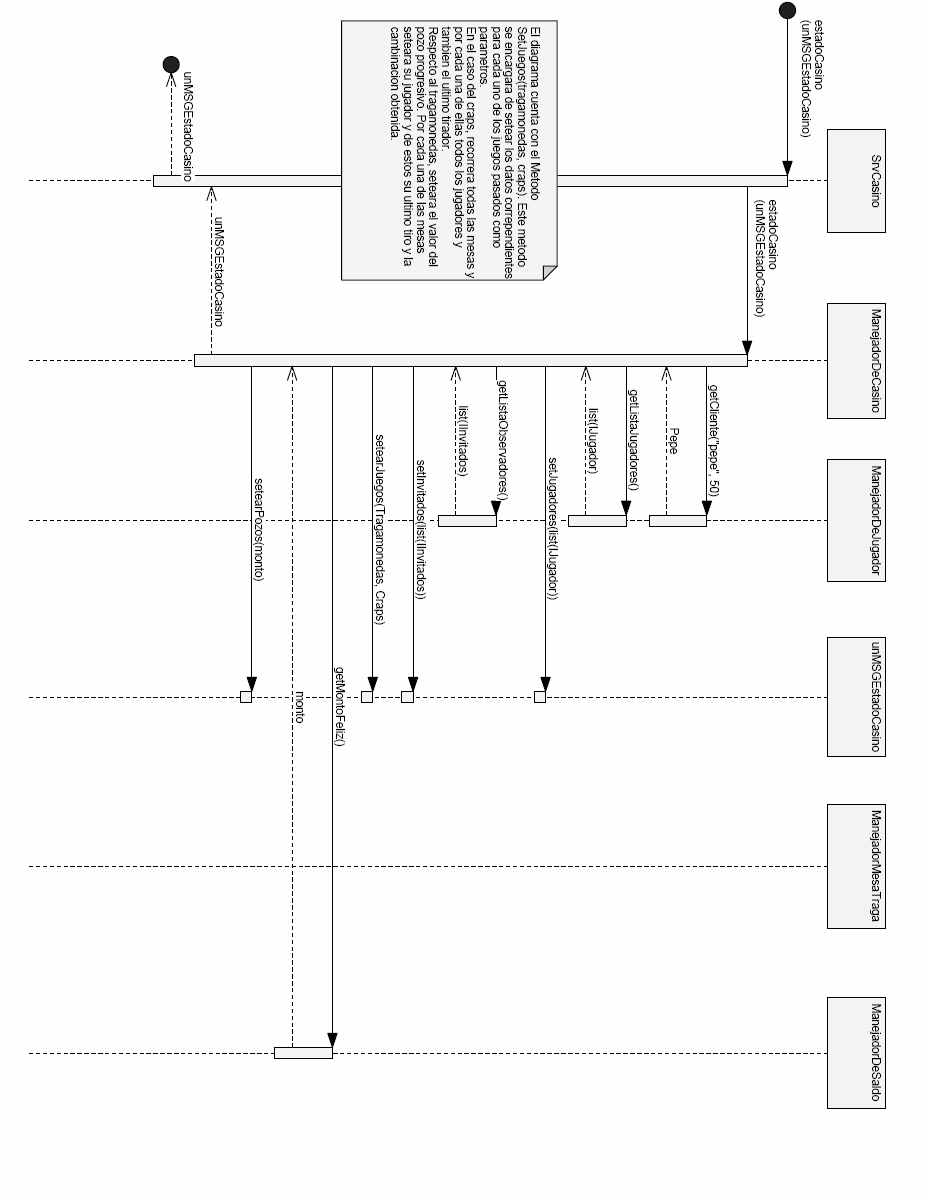 SrvCasino
ManejadorDeCasino
ManejadorDeJugador
unMSGEstadoCasino
ManejadorMesaTraga
ManejadorDeSaldo
estadoCasino
(unMSGEstadoCasino)
estadoCasino
(unMSGEstadoCasino)
getCliente("pepe", 50)
Pepe
getListaJugadores()
list(IJugador)
setJugadores(list(IJugador))
getListaObservadores()
list(IInvitados)
setInvitados(list(IInvitados))
setearJuegos(Tragamonedas, Craps)
getMontoFeliz()
monto
setearPozos(monto)
unMSGEstadoCasino
unMSGEstadoCasino
El diagrama cuenta con el Metodo
SetJuegos(tragamonedas, craps). Este metodo
se encargara de setear los datos corrependientes
para cada uno de los juegos pasados como
parametros.
En el caso del craps, recorrera todas las mesas y
por cada una de ellas todos los jugadores y
tambien el ultimo tirador.
Respecto al tragamonedas, seteara el valor del
pozo progresivo. Por cada una de las mesas
seteara su jugador y de estos su ultimo tiro y la
cambinacion obtenida.